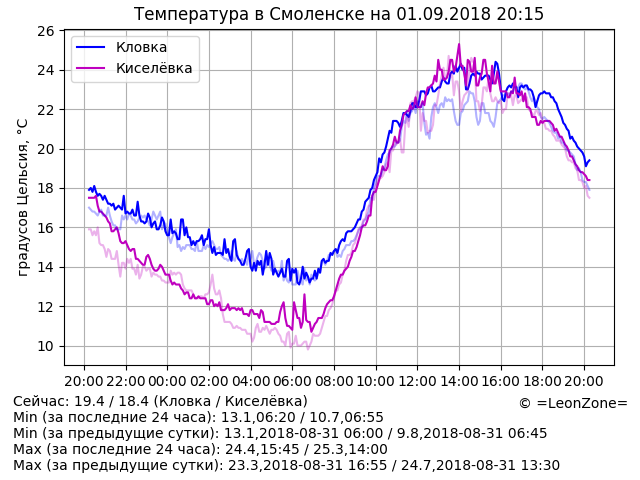 Температура в Смоленске на 01.09.2018 20:15
26
24
22
20
18
16
14
12
10
градусов Цельсия, °C
Кловка
Киселёвка
20:00 22:00 00:00 02:00 04:00 06:00 08:00 10:00 12:00 14:00 16:00 18:00 20:00
Сейчас: 19.4 / 18.4 (Кловка / Киселёвка)
© =LeonZone=
Min (за последние 24 часа): 13.1,06:20 / 10.7,06:55
Min (за предыдущие сутки): 13.1,2018-08-31 06:00 / 9.8,2018-08-31 06:45
Max (за последние 24 часа): 24.4,15:45 / 25.3,14:00
Max (за предыдущие сутки): 23.3,2018-08-31 16:55 / 24.7,2018-08-31 13:30